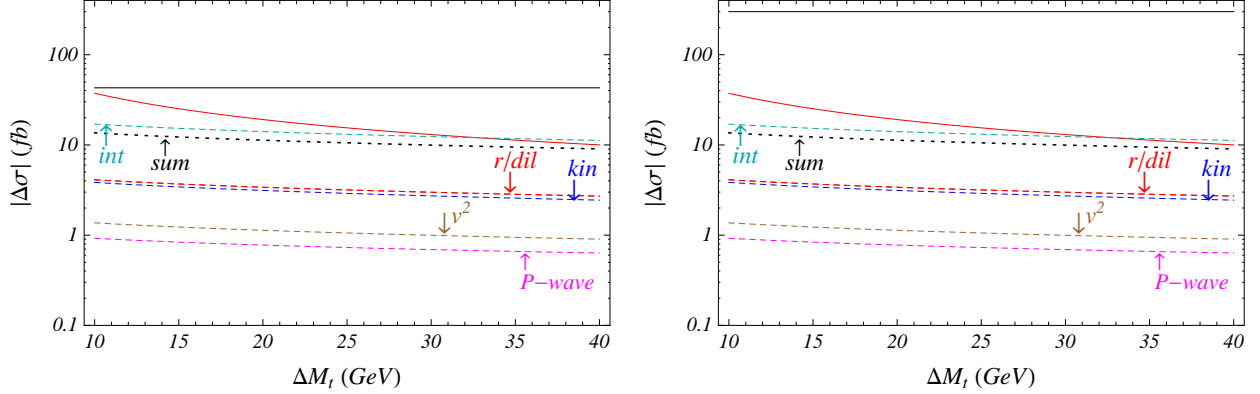 |Δσ| (fb)
100
10
1
0.1
int
sum
r/dil
kin
v²
P-wave
10 15 20 25 30 35 40
ΔM_t (GeV)
|Δσ| (fb)
100
10
1
0.1
int
sum
r/dil
kin
v²
P-wave
10 15 20 25 30 35 40
ΔM_t (GeV)